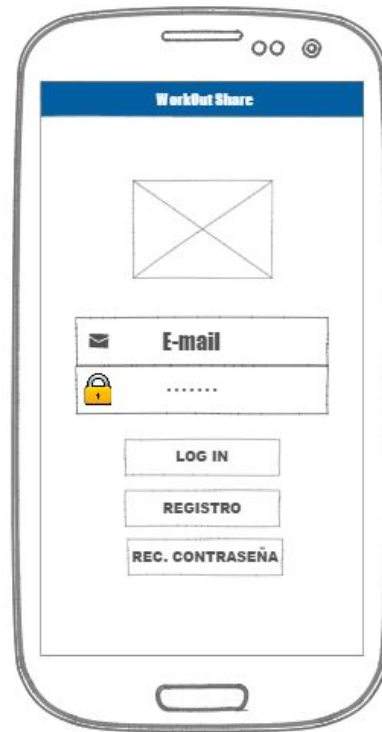 WorkOut Share
E-mail
.......
LOG IN
REGISTRO
REC. CONTRASEÑA